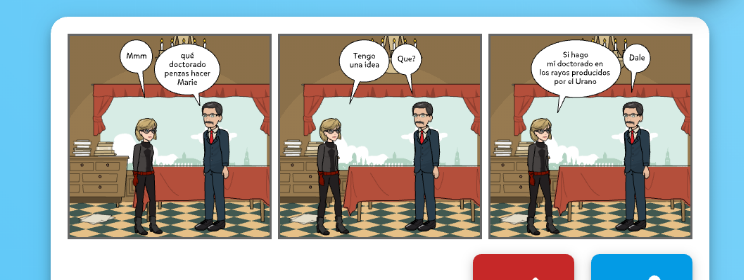 Mmm
qué
doctorado
penzas hacer
Marie
Tengo
una idea
Que?
Si hago
mi doctorado en
los rayos producidos
por el Urano
Dale